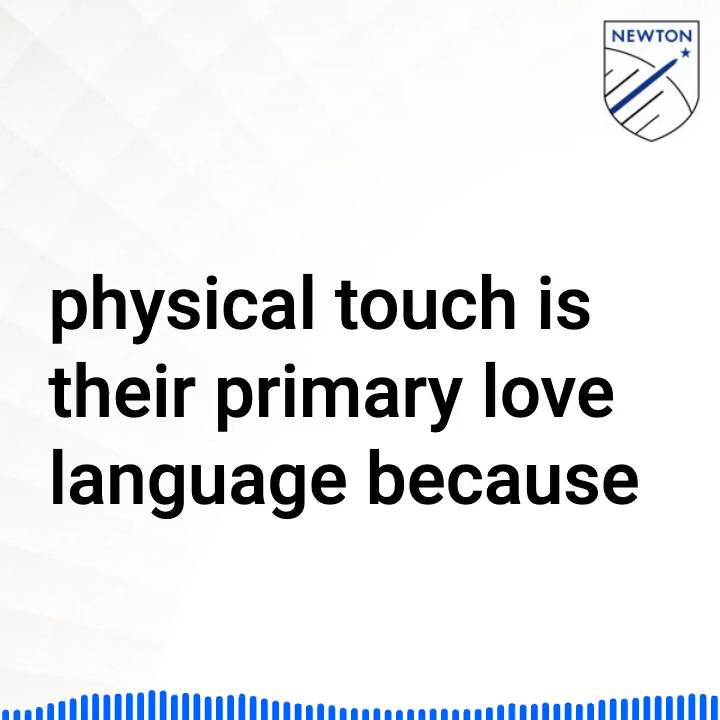 NEWTON
physical touch is
their primary love
language because